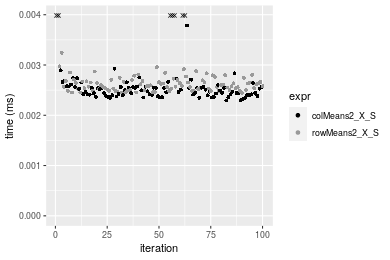 0.004
0.003
0.002
0.001
0.000
time (ms)
0
25
50
75
100
iteration
expr
colMeans2_X_S
rowMeans2_X_S